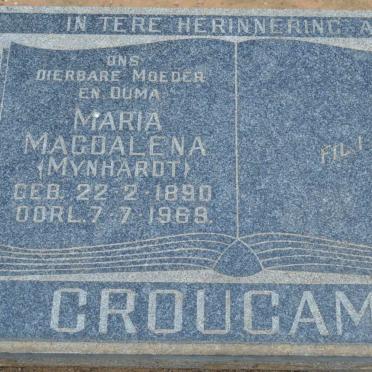 IN TERE HERINNERING A
ONS
DIERBARE MOEDER
EN OUMA
MARIA
MAGDALENA
(MYNHARDT)
GEB. 22-2-1890
OORL. 7-7-1969.
FIL.
CROUCAM